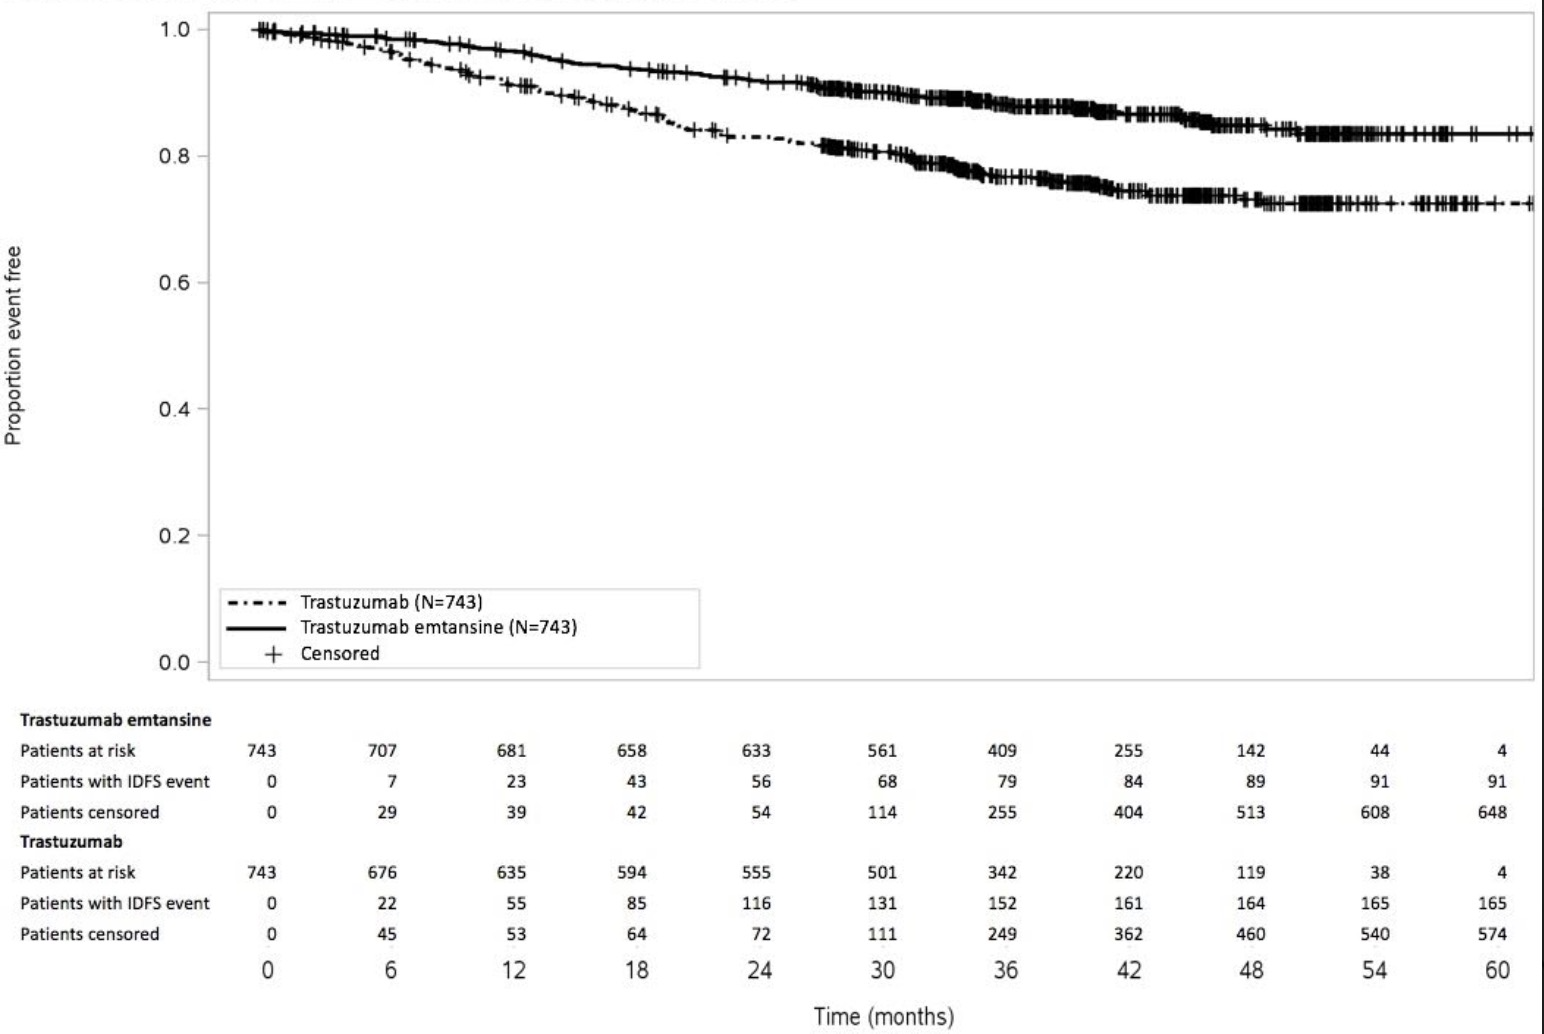 1.0
0.8
0.6
0.4
0.2
0.0
Proportion event free
Trastuzumab (N=743)
Trastuzumab emtansine (N=743)
Censored
Trastuzumab emtansine
Patients at risk 743 707 681 658 633 561 409 255 142 44 4
Patients with IDFS event 0 7 23 43 56 68 79 84 89 91 91
Patients censored 0 29 39 42 54 114 255 404 513 608 648
Trastuzumab
Patients at risk 743 676 635 594 555 501 342 220 119 38 4
Patients with IDFS event 0 22 55 85 116 131 152 161 164 165 165
Patients censored 0 45 53 64 72 111 249 362 460 540 574
0 6 12 18 24 30 36 42 48 54 60
Time (months)